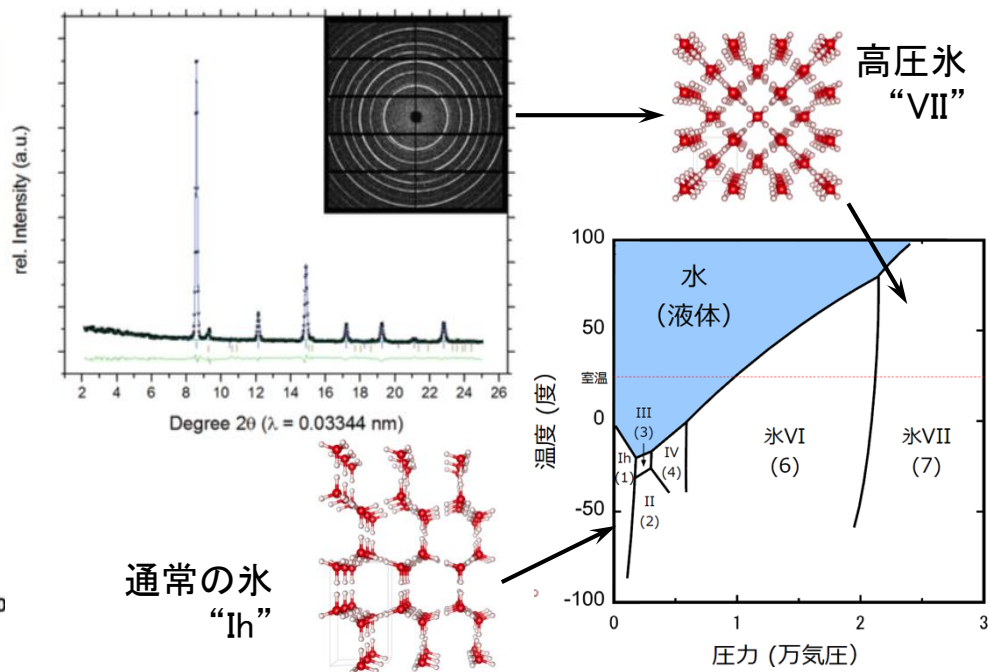 rel. Intensity (a.u.)
2 4 6 8 10 12 14 16 18 20 22 24 26
Degree 2θ (λ = 0.03344 nm)
高圧氷
“VII”
通常の氷
“Ih”
温度 (度)
100
50
室温
0
-50
-100
水
(液体)
III
(3)
Ih
(1)
IV
(4)
II
(2)
氷VI
(6)
氷VII
(7)
0 1 2 3
圧力 (万気圧)